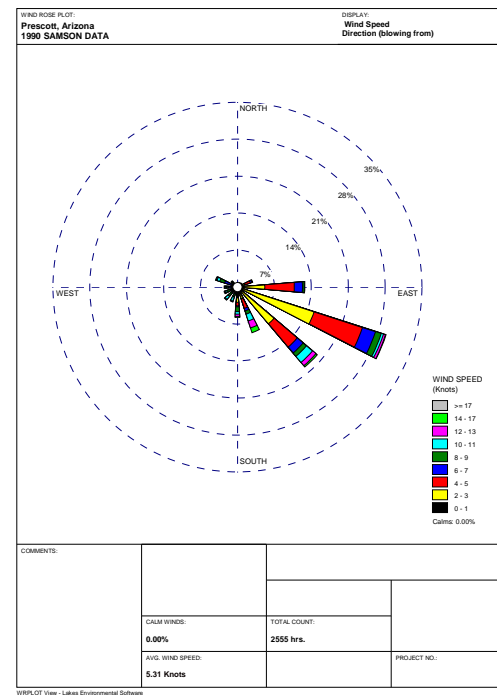 WIND ROSE PLOT:
Prescott, Arizona
1990 SAMSON DATA
DISPLAY:
Wind Speed
Direction (blowing from)
NORTH
35%
28%
21%
14%
7%
WEST
EAST
SOUTH
WIND SPEED
(Knots)
>= 17
14 - 17
12 - 13
10 - 11
8 - 9
6 - 7
4 - 5
2 - 3
0 - 1
Calms: 0.00%
COMMENTS:
CALM WINDS:
0.00%
TOTAL COUNT:
2555 hrs.
AVG. WIND SPEED:
5.31 Knots
PROJECT NO.:
WRPLOT View - Lakes Environmental Software